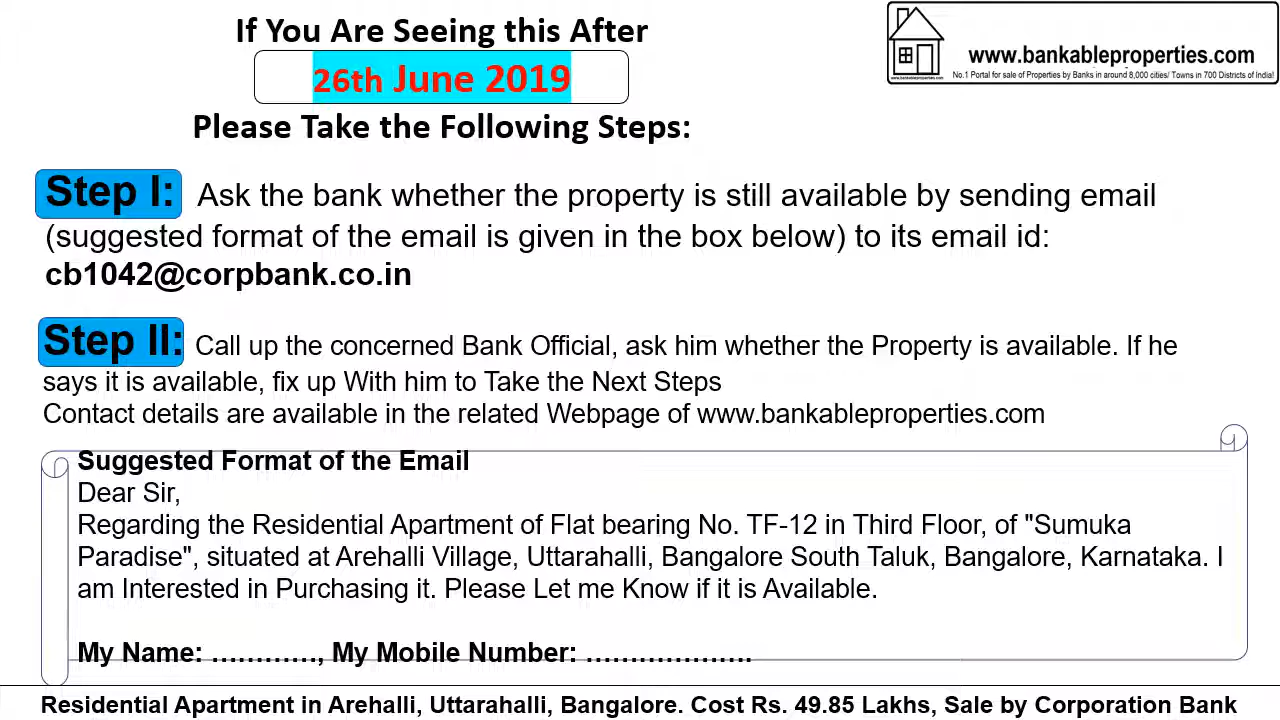 If You Are Seeing this After
www.bankableproperties.com
No.1 Portal for sale of Properties by Banks in around 8,000 cities/ Towns in 700 Districts of India!
www.bankableproperties.com
26th June 2019
Please Take the Following Steps:
Step I: Ask the bank whether the property is still available by sending email
(suggested format of the email is given in the box below) to its email id:
cb1042@corpbank.co.in
Step II: Call up the concerned Bank Official, ask him whether the Property is available. If he
says it is available, fix up With him to Take the Next Steps
Contact details are available in the related Webpage of www.bankableproperties.com
Suggested Format of the Email
Dear Sir,
Regarding the Residential Apartment of Flat bearing No. TF-12 in Third Floor, of "Sumuka
Paradise", situated at Arehalli Village, Uttarahalli, Bangalore South Taluk, Bangalore, Karnataka. I
am Interested in Purchasing it. Please Let me Know if it is Available.
My Name: …………, My Mobile Number: ……………….
Residential Apartment in Arehalli, Uttarahalli, Bangalore. Cost Rs. 49.85 Lakhs, Sale by Corporation Bank